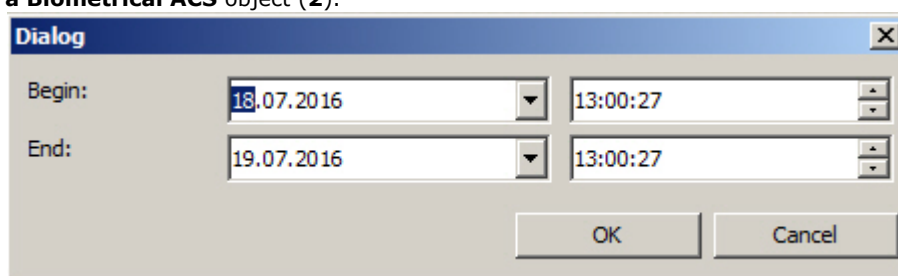 a Biometrical ACS object (2).
Dialog
Begin: 18.07.2016 13:00:27
End: 19.07.2016 13:00:27
OK Cancel